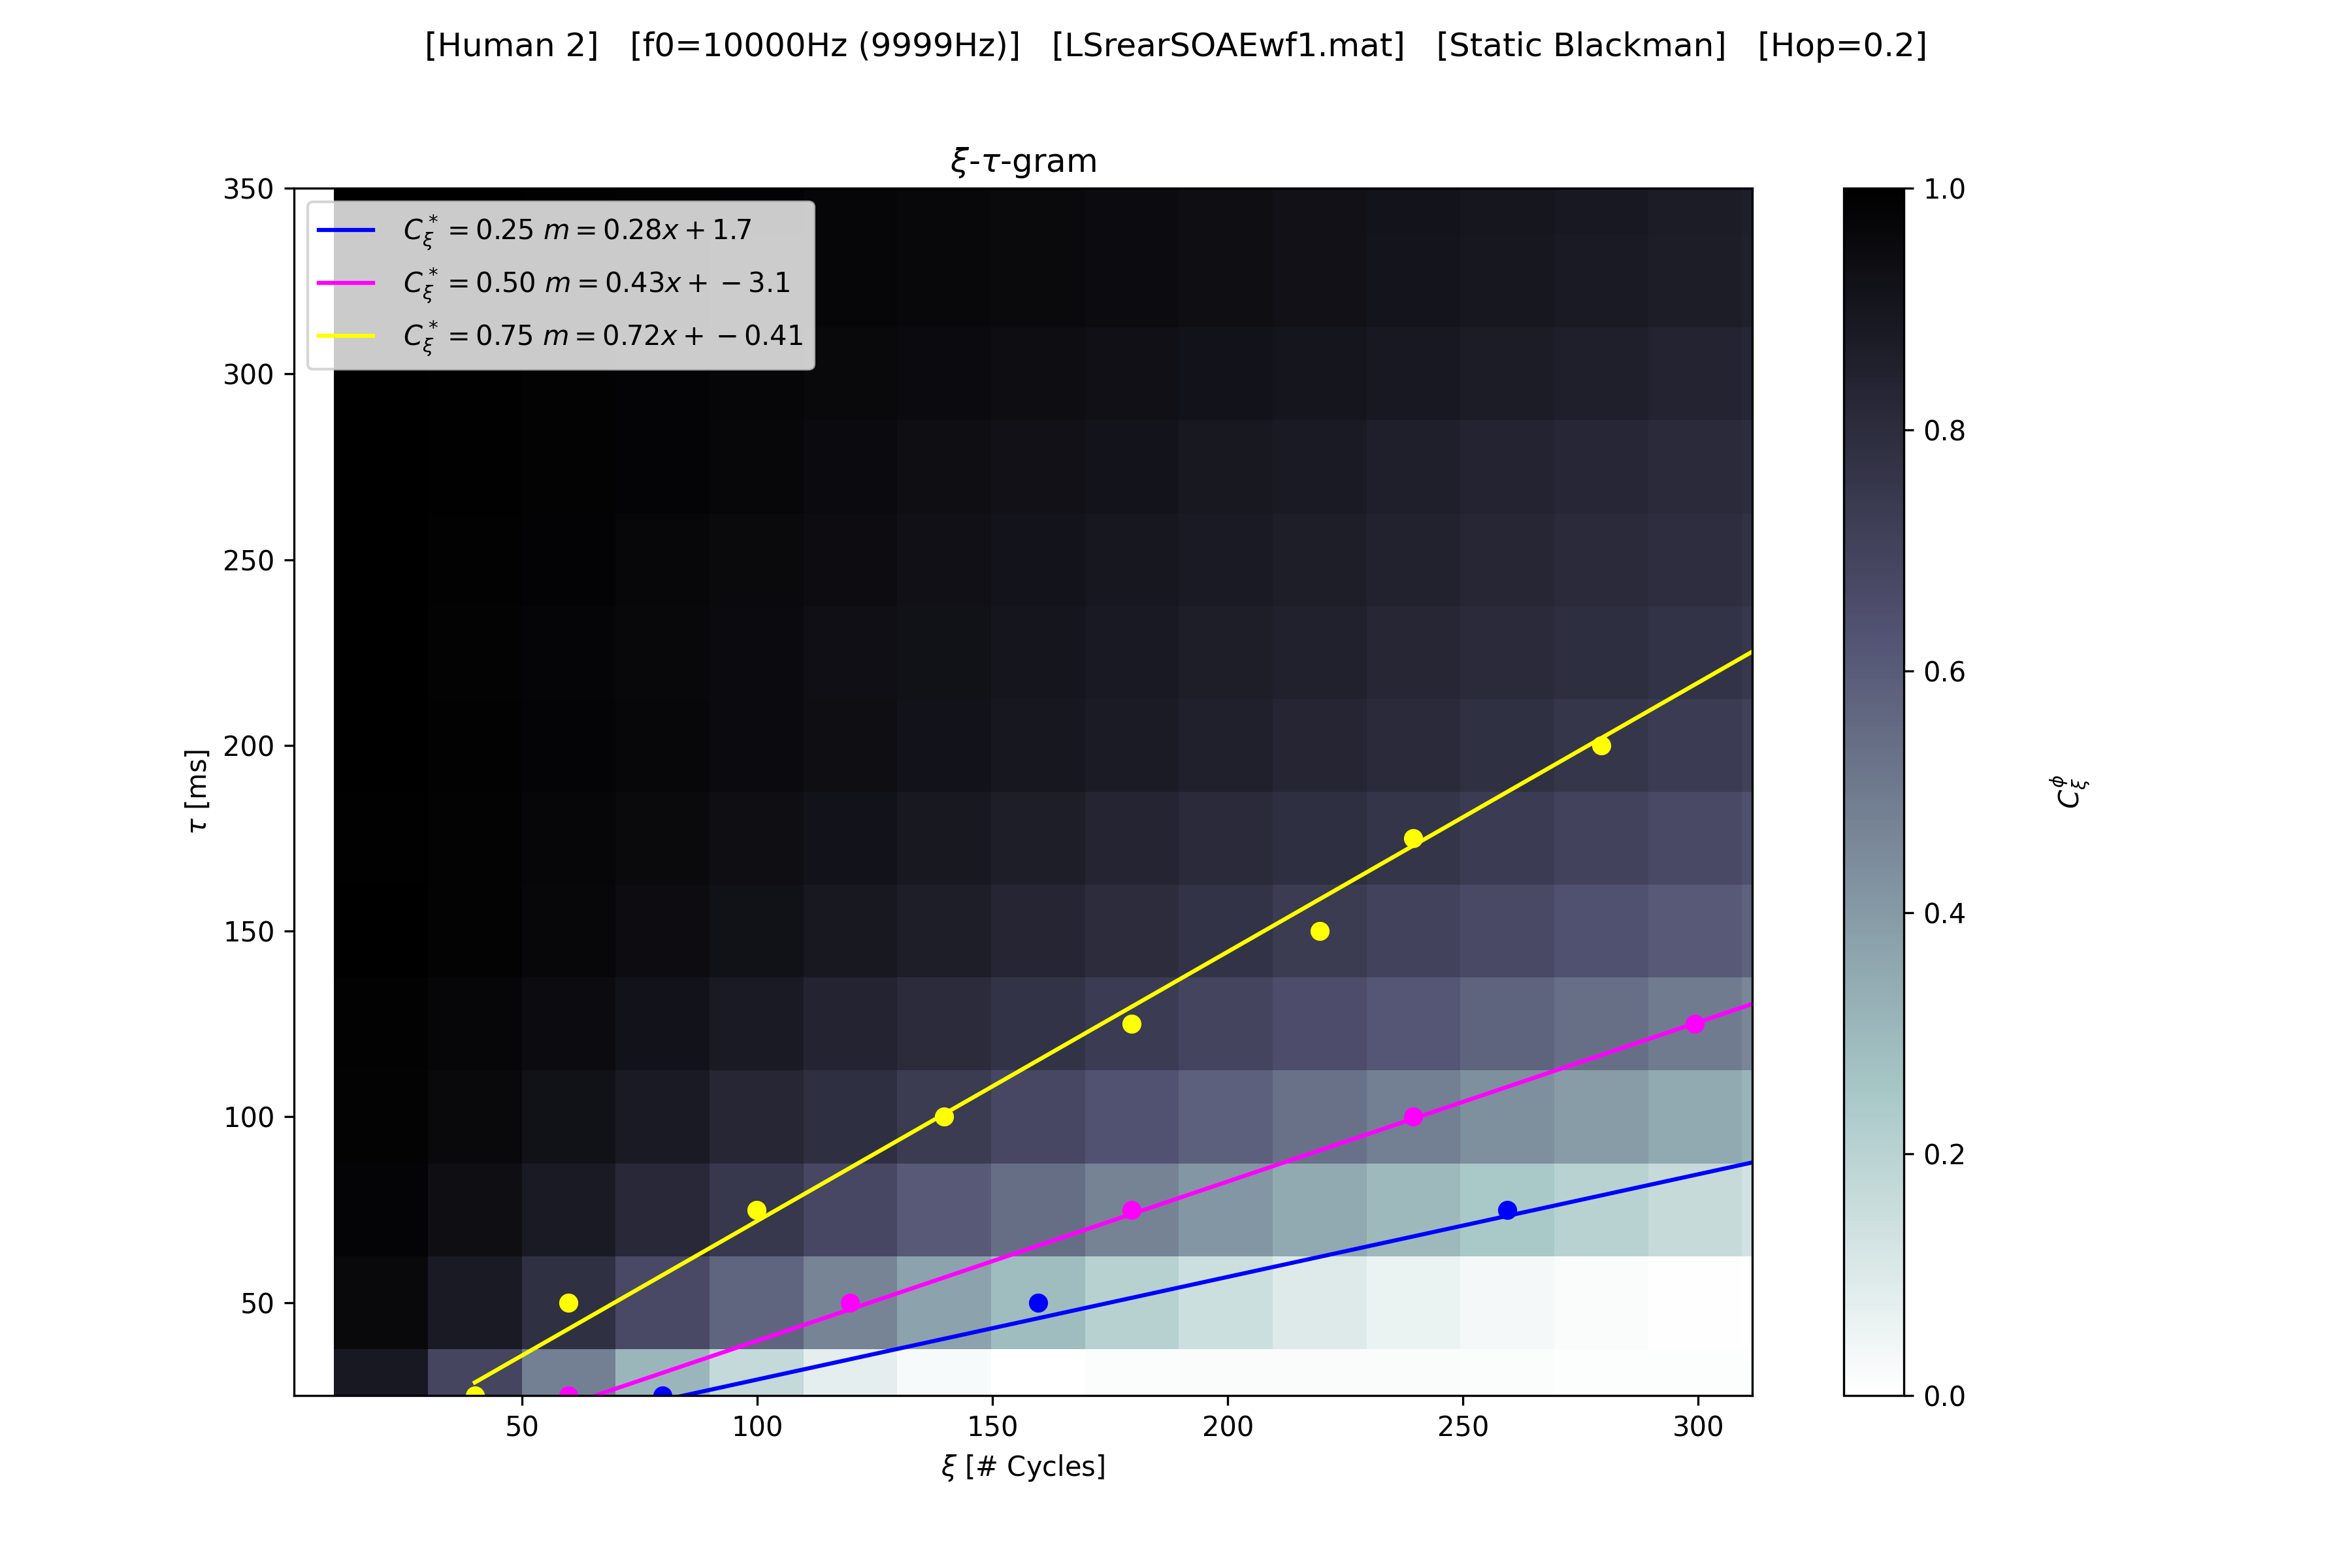 [Human 2]   [f0=10000Hz (9999Hz)]   [LSrearSOAEwf1.mat]   [Static Blackman]   [Hop=0.2]
ξ-τ-gram
C*ξ = 0.25 m = 0.28x + 1.7
C*ξ = 0.50 m = 0.43x + − 3.1
C*ξ = 0.75 m = 0.72x + − 0.41
350
300
250
200
150
100
50
τ [ms]
50 100 150 200 250 300
ξ [# Cycles]
1.0
0.8
0.6
0.4
0.2
0.0
Cϕξ